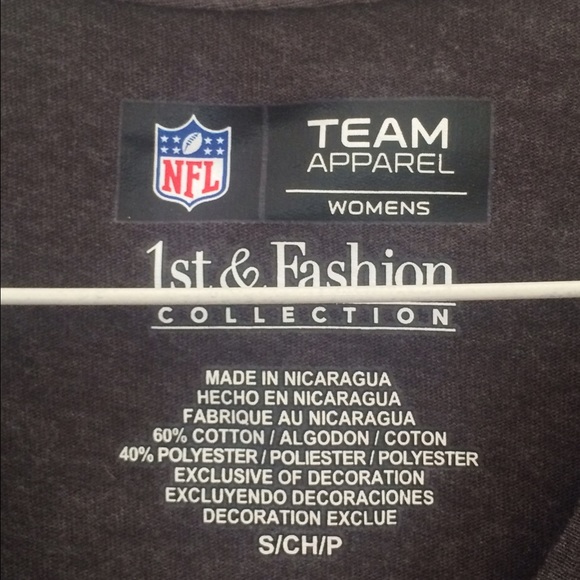 NFL
TEAM
APPAREL
WOMENS
1st & Fashion
COLLECTION
MADE IN NICARAGUA
HECHO EN NICARAGUA
FABRIQUE AU NICARAGUA
60% COTTON / ALGODON / COTON
40% POLYESTER / POLIESTER / POLYESTER
EXCLUSIVE OF DECORATION
EXCLUYENDO DECORACIONES
DECORATION EXCLUE
S/CH/P